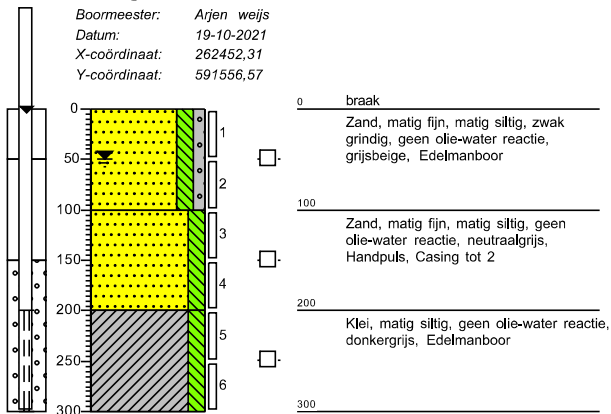 Boormeester: Arjen weijs
Datum: 19-10-2021
X-coördinaat: 262452,31
Y-coördinaat: 591556,57
0
50
100
150
200
250
300
1
2
3
4
5
6
0 braak
Zand, matig fijn, matig siltig, zwak
grindig, geen olie-water reactie,
grijsbeige, Edelmanboor
100
Zand, matig fijn, matig siltig, geen
olie-water reactie, neutraalgrijs,
Handpuls, Casing tot 2
200
Klei, matig siltig, geen olie-water reactie,
donkergrijs, Edelmanboor
300